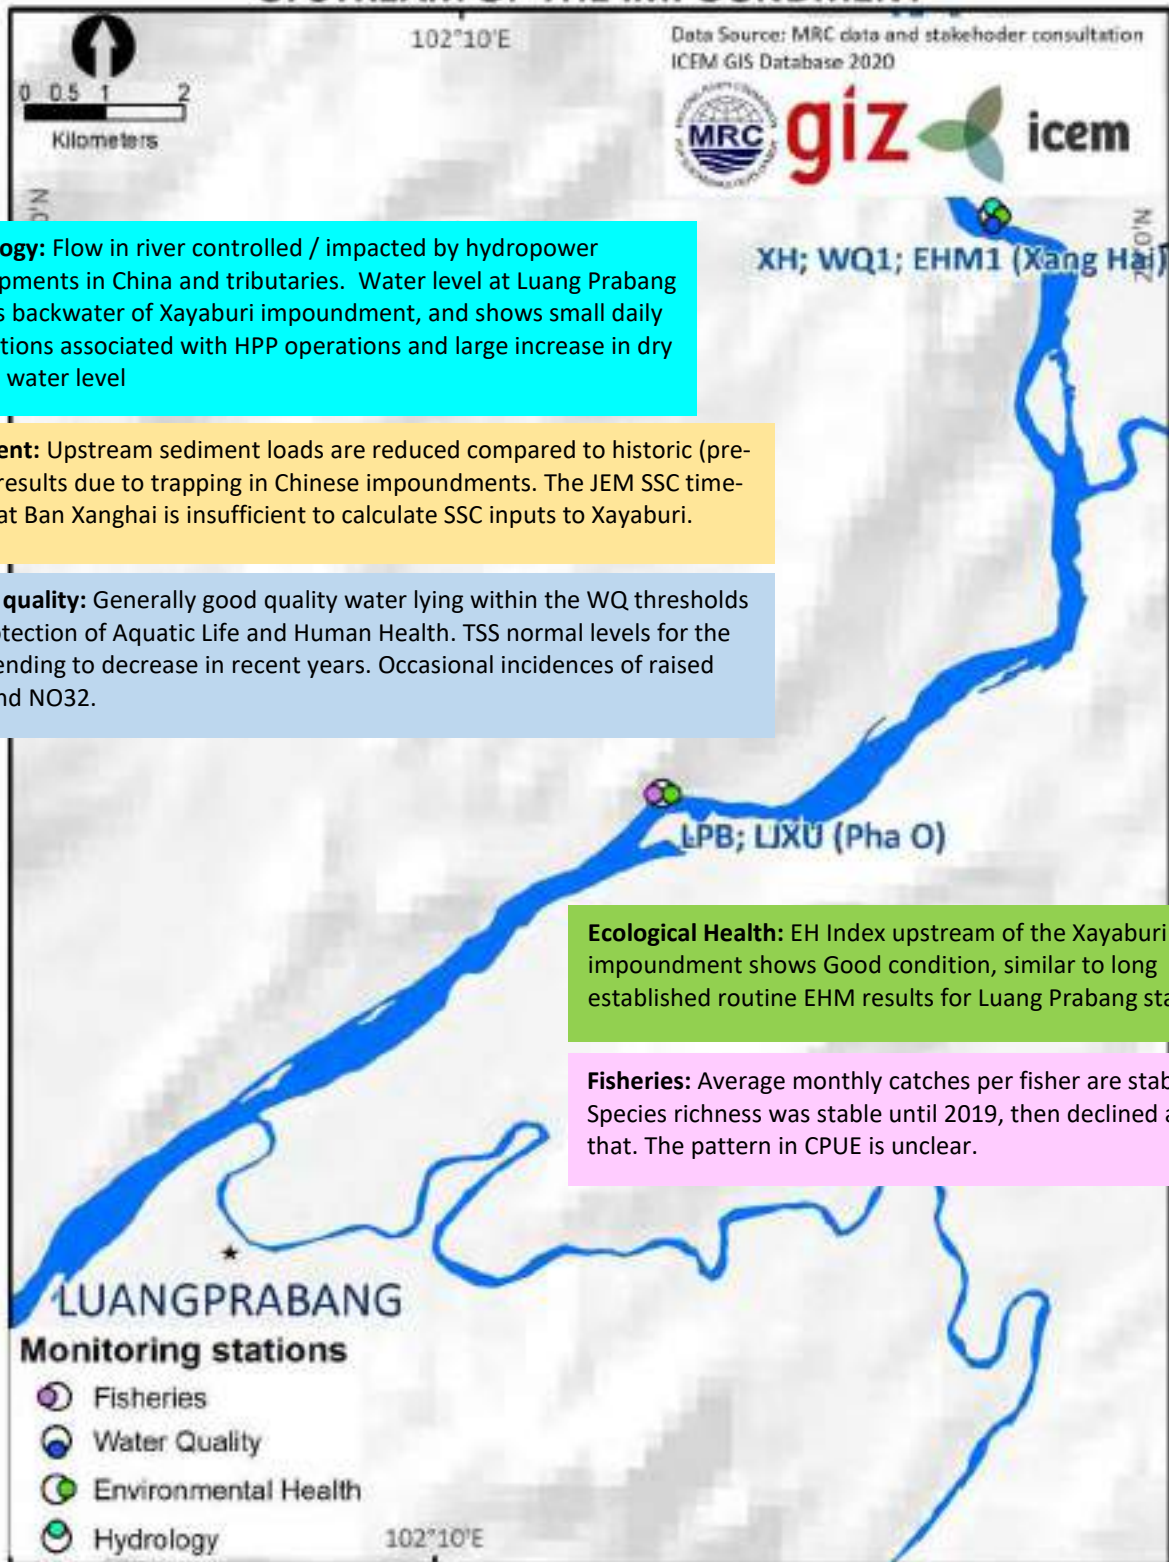 UPSTREAM OF THE IMPOUNDMENT
102°10'E
Data Source: MRC data and stakehoder consultation
ICEM GIS Database 2020
0 0.5 1 2
Kilometers
MRC giz icem
0'N
XH; WQ1; EHM1 (Xang Hai)
0'N
ogy: Flow in river controlled / impacted by hydropower
pments in China and tributaries. Water level at Luang Prabang
s backwater of Xayaburi impoundment, and shows small daily
tions associated with HPP operations and large increase in dry
water level
ent: Upstream sediment loads are reduced compared to historic (pre-
results due to trapping in Chinese impoundments. The JEM SSC time-
at Ban Xanghai is insufficient to calculate SSC inputs to Xayaburi.
quality: Generally good quality water lying within the WQ thresholds
otection of Aquatic Life and Human Health. TSS normal levels for the
ending to decrease in recent years. Occasional incidences of raised
nd NO32.
LPB; LJXU (Pha O)
Ecological Health: EH Index upstream of the Xayaburi
impoundment shows Good condition, similar to long
established routine EHM results for Luang Prabang sta
Fisheries: Average monthly catches per fisher are stab
Species richness was stable until 2019, then declined a
that. The pattern in CPUE is unclear.
LUANGPRABANG
Monitoring stations
Fisheries
Water Quality
Environmental Health
Hydrology
102°10'E